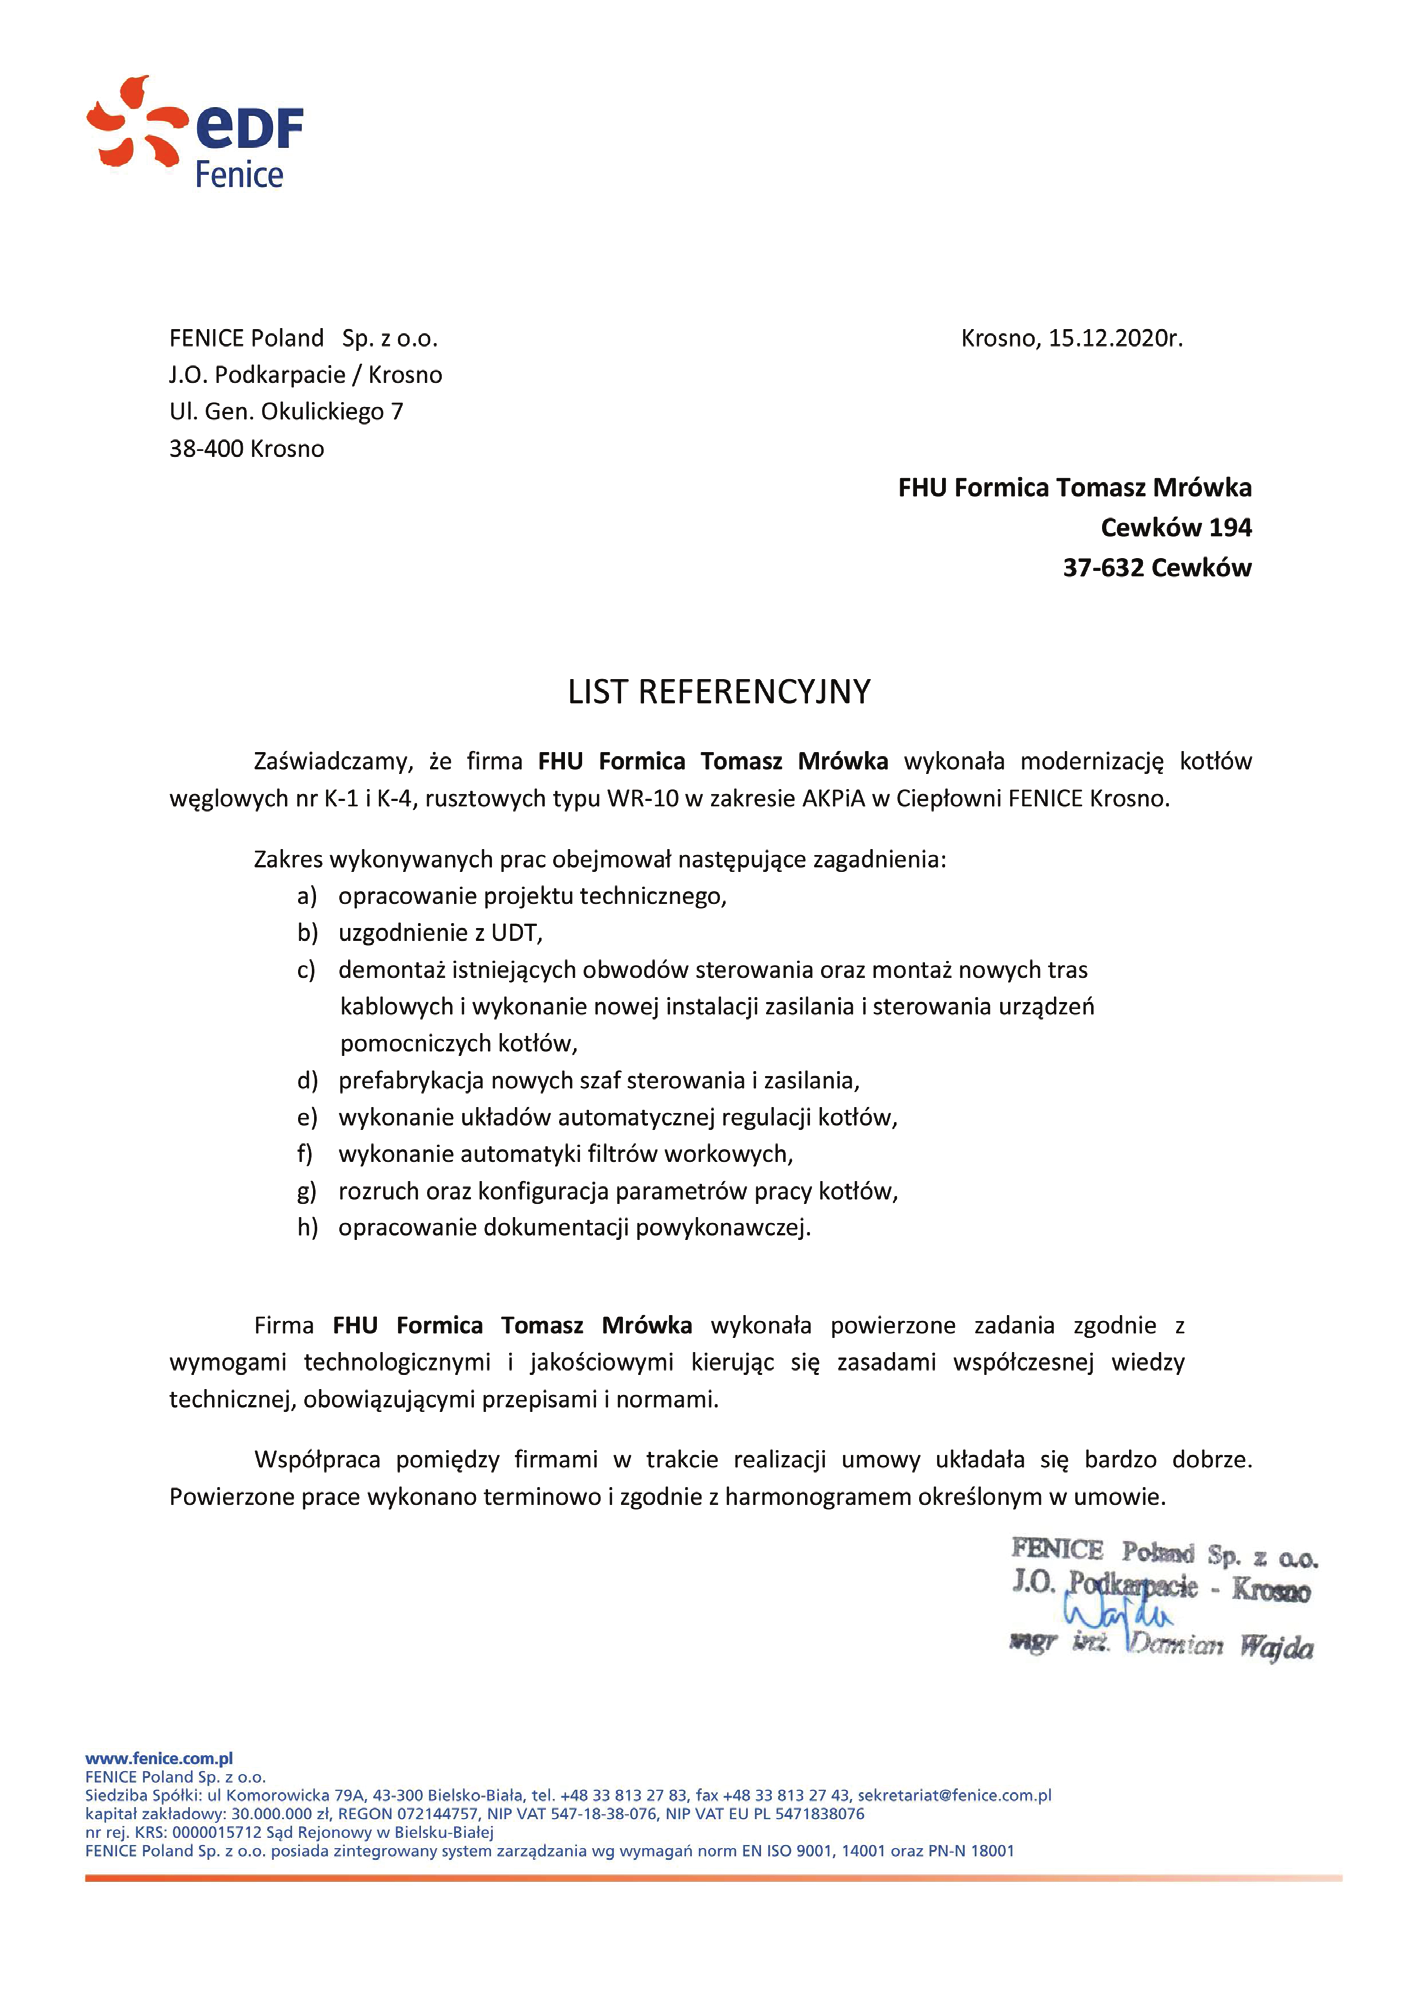 edF
Fenice
FENICE Poland Sp. z o.o.
Krosno, 15.12.2020r.
J.O. Podkarpacie / Krosno
Ul. Gen. Okulickiego 7
38-400 Krosno
FHU Formica Tomasz Mrówka
Cewków 194
37-632 Cewków
LIST REFERENCYJNY
Zaświadczamy, że firma FHU Formica Tomasz Mrówka wykonała modernizację kotłów
węglowych nr K-1 i K-4, rusztowych typu WR-10 w zakresie AKPiA w Ciepłowni FENICE Krosno.
Zakres wykonywanych prac obejmował następujące zagadnienia:
a) opracowanie projektu technicznego,
b) uzgodnienie z UDT,
c) demontaż istniejących obwodów sterowania oraz montaż nowych tras
kablowych i wykonanie nowej instalacji zasilania i sterowania urządzeń
pomocniczych kotłów,
d) prefabrykacja nowych szaf sterowania i zasilania,
e) wykonanie układów automatycznej regulacji kotłów,
f) wykonanie automatyki filtrów workowych,
g) rozruch oraz konfiguracja parametrów pracy kotłów,
h) opracowanie dokumentacji powykonawczej.
Firma FHU Formica Tomasz Mrówka wykonała powierzone zadania zgodnie z
wymogami technologicznymi i jakościowymi kierując się zasadami współczesnej wiedzy
technicznej, obowiązującymi przepisami i normami.
Współpraca pomiędzy firmami w trakcie realizacji umowy układała się bardzo dobrze.
Powierzone prace wykonano terminowo i zgodnie z harmonogramem określonym w umowie.
FENICE Poland Sp. z o.o.
J.O. Podkarpacie - Krosno
Wajda
mgr inż. Damian Wajda
www.fenice.com.pl
FENICE Poland Sp. z o.o.
Siedziba Spółki: ul Komorowicka 79A, 43-300 Bielsko-Biała, tel. +48 33 813 27 83, fax +48 33 813 27 43, sekretariat@fenice.com.pl
kapitał zakładowy: 30.000.000 zł, REGON 072144757, NIP VAT 547-18-38-076, NIP VAT EU PL 5471838076
nr rej. KRS: 0000015712 Sąd Rejonowy w Bielsku-Białej
FENICE Poland Sp. z o.o. posiada zintegrowany system zarządzania wg wymagań norm EN ISO 9001, 14001 oraz PN-N 18001